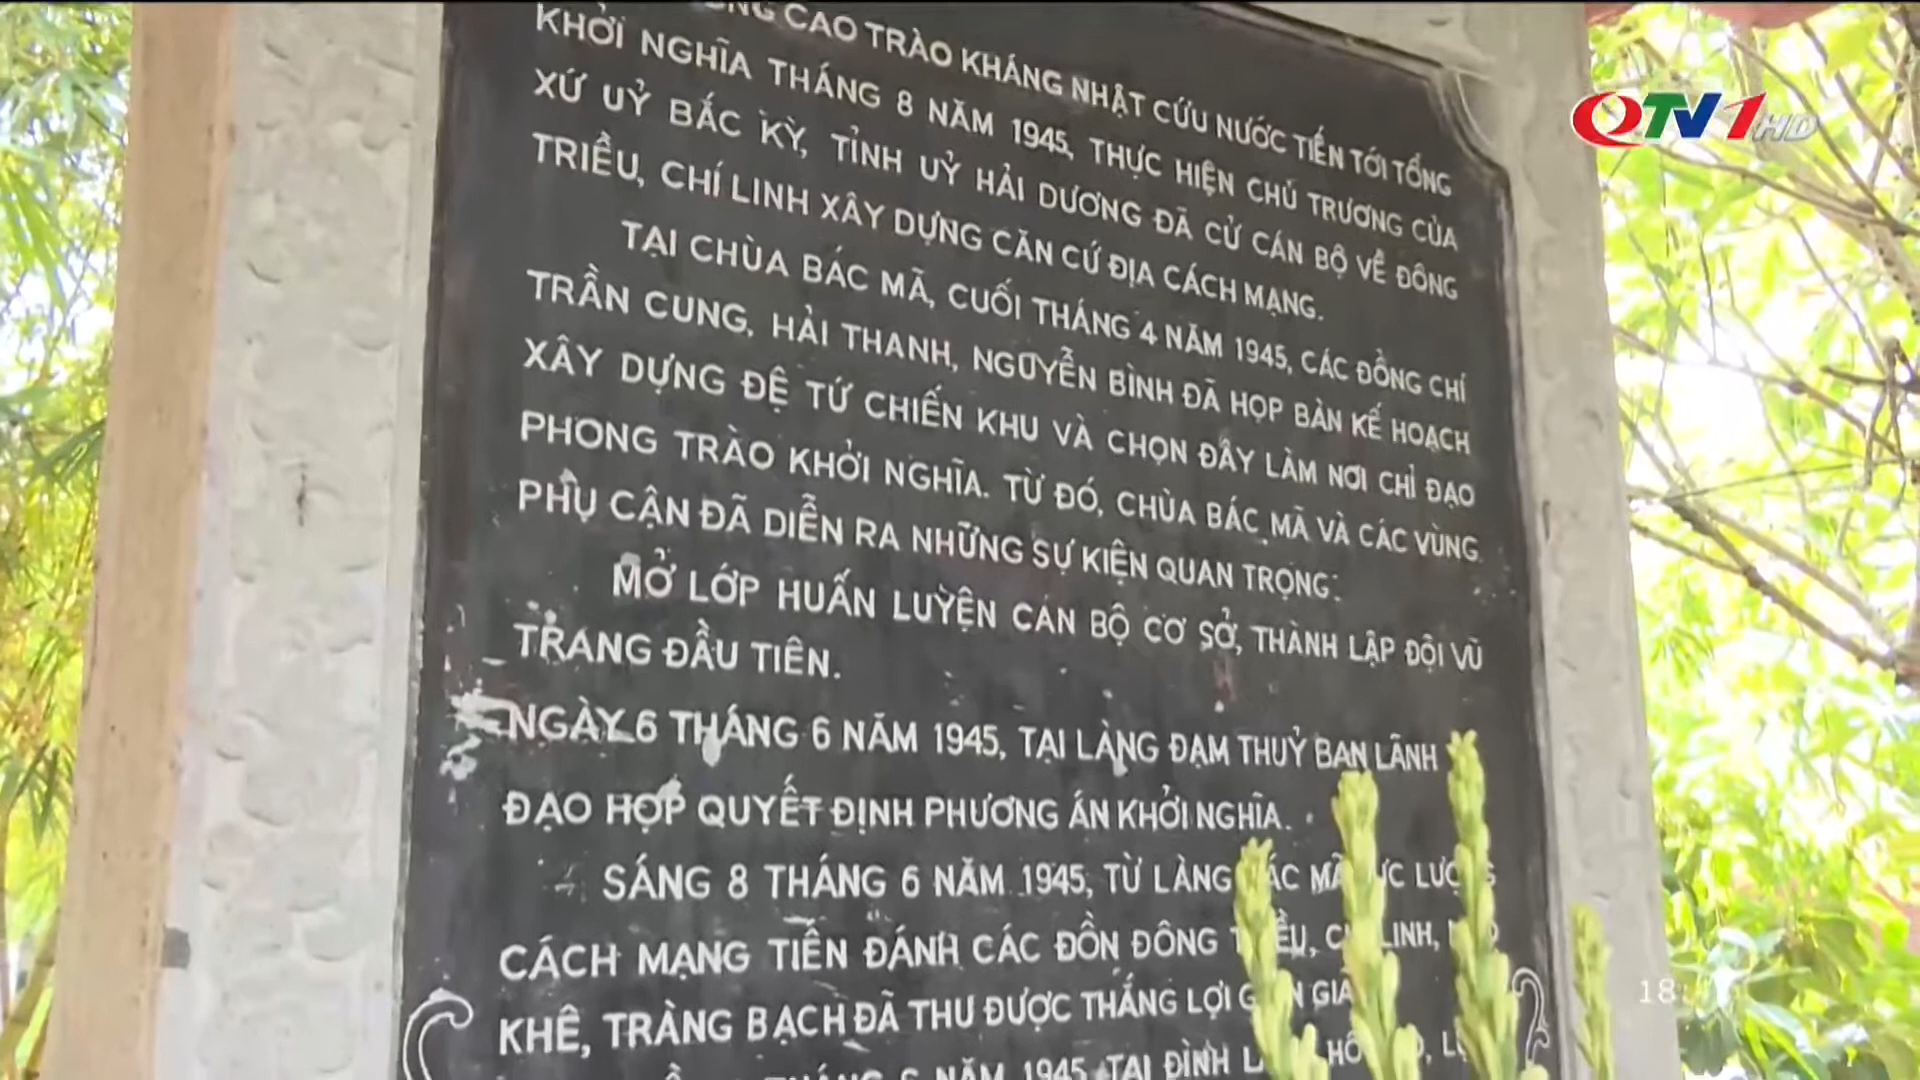 CAO TRÀO KHÁNG NHẬT CỨU NƯỚC TIẾN TỚI TỔNG
KHỞI NGHĨA THÁNG 8 NĂM 1945, THỰC HIỆN CHỦ TRƯƠNG CỦA
XỨ UỶ BẮC KỲ, TỈNH UỶ HẢI DƯƠNG ĐÃ CỬ CÁN BỘ VỀ ĐÔNG
TRIỀU, CHÍ LINH XÂY DỰNG CĂN CỨ ĐỊA CÁCH MẠNG.
TẠI CHÙA BÁC MÃ, CUỐI THÁNG 4 NĂM 1945, CÁC ĐỒNG CHÍ
TRẦN CUNG, HẢI THANH, NGUYỄN BÌNH ĐÃ HỌP BÀN KẾ HOẠCH
XÂY DỰNG ĐỆ TỨ CHIẾN KHU VÀ CHỌN ĐÂY LÀM NƠI CHỈ ĐẠO
PHONG TRÀO KHỞI NGHĨA. TỪ ĐÓ, CHÙA BÁC MÃ VÀ CÁC VÙNG
PHỤ CẬN ĐÃ DIỄN RA NHỮNG SỰ KIỆN QUAN TRỌNG:
MỞ LỚP HUẤN LUYỆN CÁN BỘ CƠ SỞ, THÀNH LẬP ĐỘI VŨ
TRANG ĐẦU TIÊN.
NGÀY 6 THÁNG 6 NĂM 1945, TẠI LÀNG ĐẠM THUỶ BAN LÃNH
ĐẠO HỌP QUYẾT ĐỊNH PHƯƠNG ÁN KHỞI NGHĨA.
SÁNG 8 THÁNG 6 NĂM 1945, TỪ LÀNG MÃ
CÁCH MẠNG TIẾN ĐÁNH CÁC ĐỒN ĐÔNG
KHÊ, TRÀNG BẠCH ĐÃ THU ĐƯỢC THẮNG LỢI
NĂM 1945 TẠI ĐÌNH
QTV1 HD
18